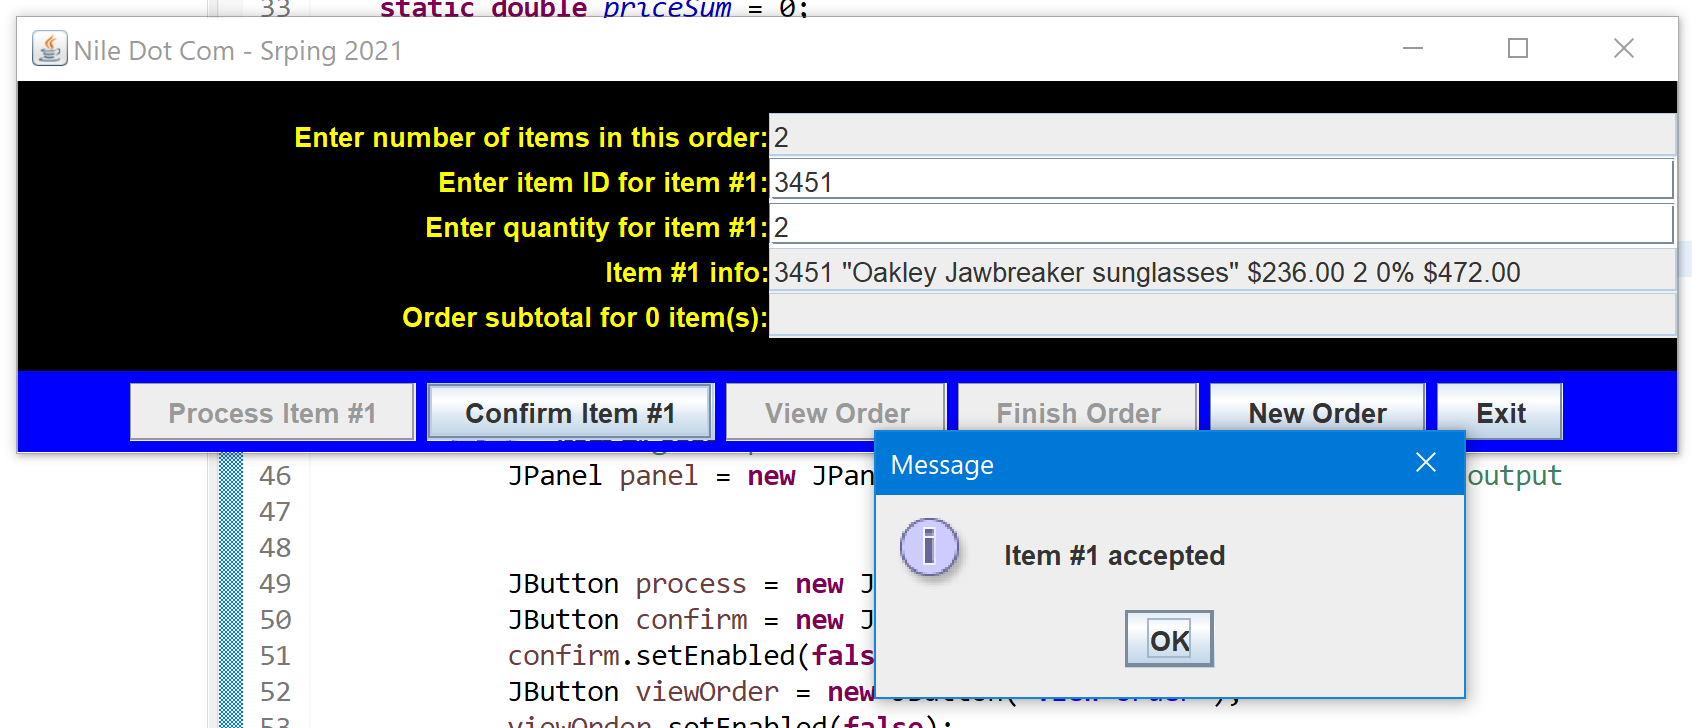 33 static double priceSum = 0;
Nile Dot Com - Srping 2021
Enter number of items in this order: 2
Enter item ID for item #1: 3451
Enter quantity for item #1: 2
Item #1 info: 3451 "Oakley Jawbreaker sunglasses" $236.00 2 0% $472.00
Order subtotal for 0 item(s):
Process Item #1 Confirm Item #1 View Order Finish Order New Order Exit
Message
Item #1 accepted
OK
46 JPanel panel = new JPan output
47
48
49 JButton process = new J
50 JButton confirm = new J
51 confirm.setEnabled(fals
52 JButton viewOrder = new
53 viewOrder.setEnabled(false);